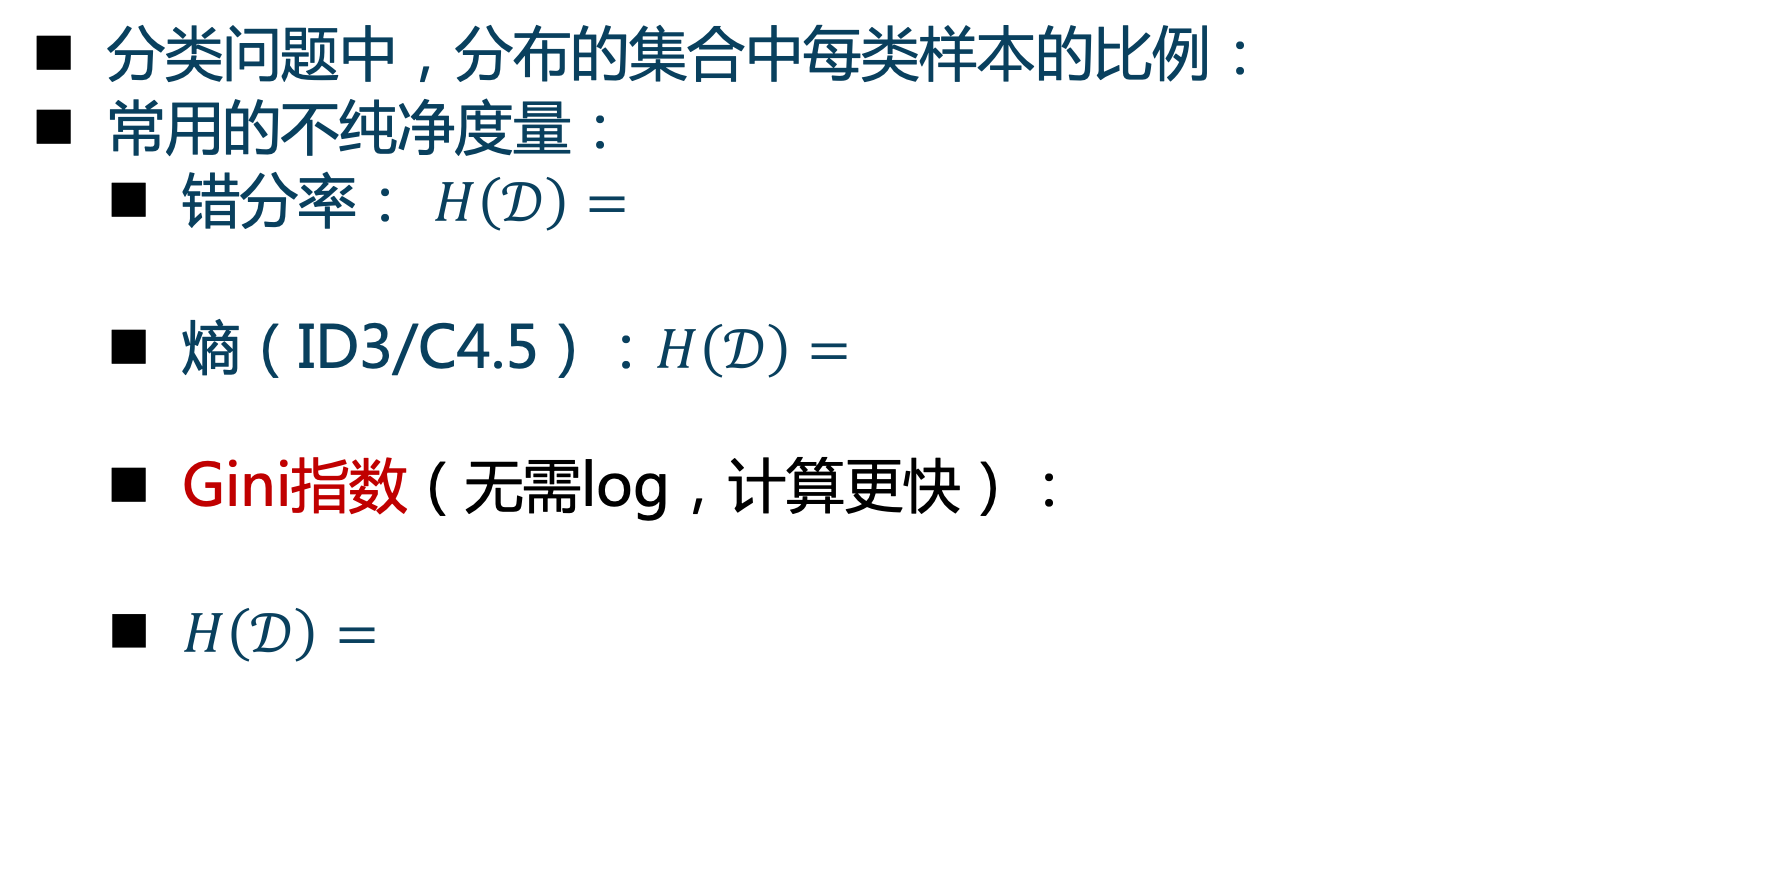 ■ 分类问题中，分布的集合中每类样本的比例：
■ 常用的不纯净度量：
■ 错分率： H(𝒟) =
■ 熵（ID3/C4.5）：H(𝒟) =
■ Gini指数（无需log，计算更快）：
■ H(𝒟) =